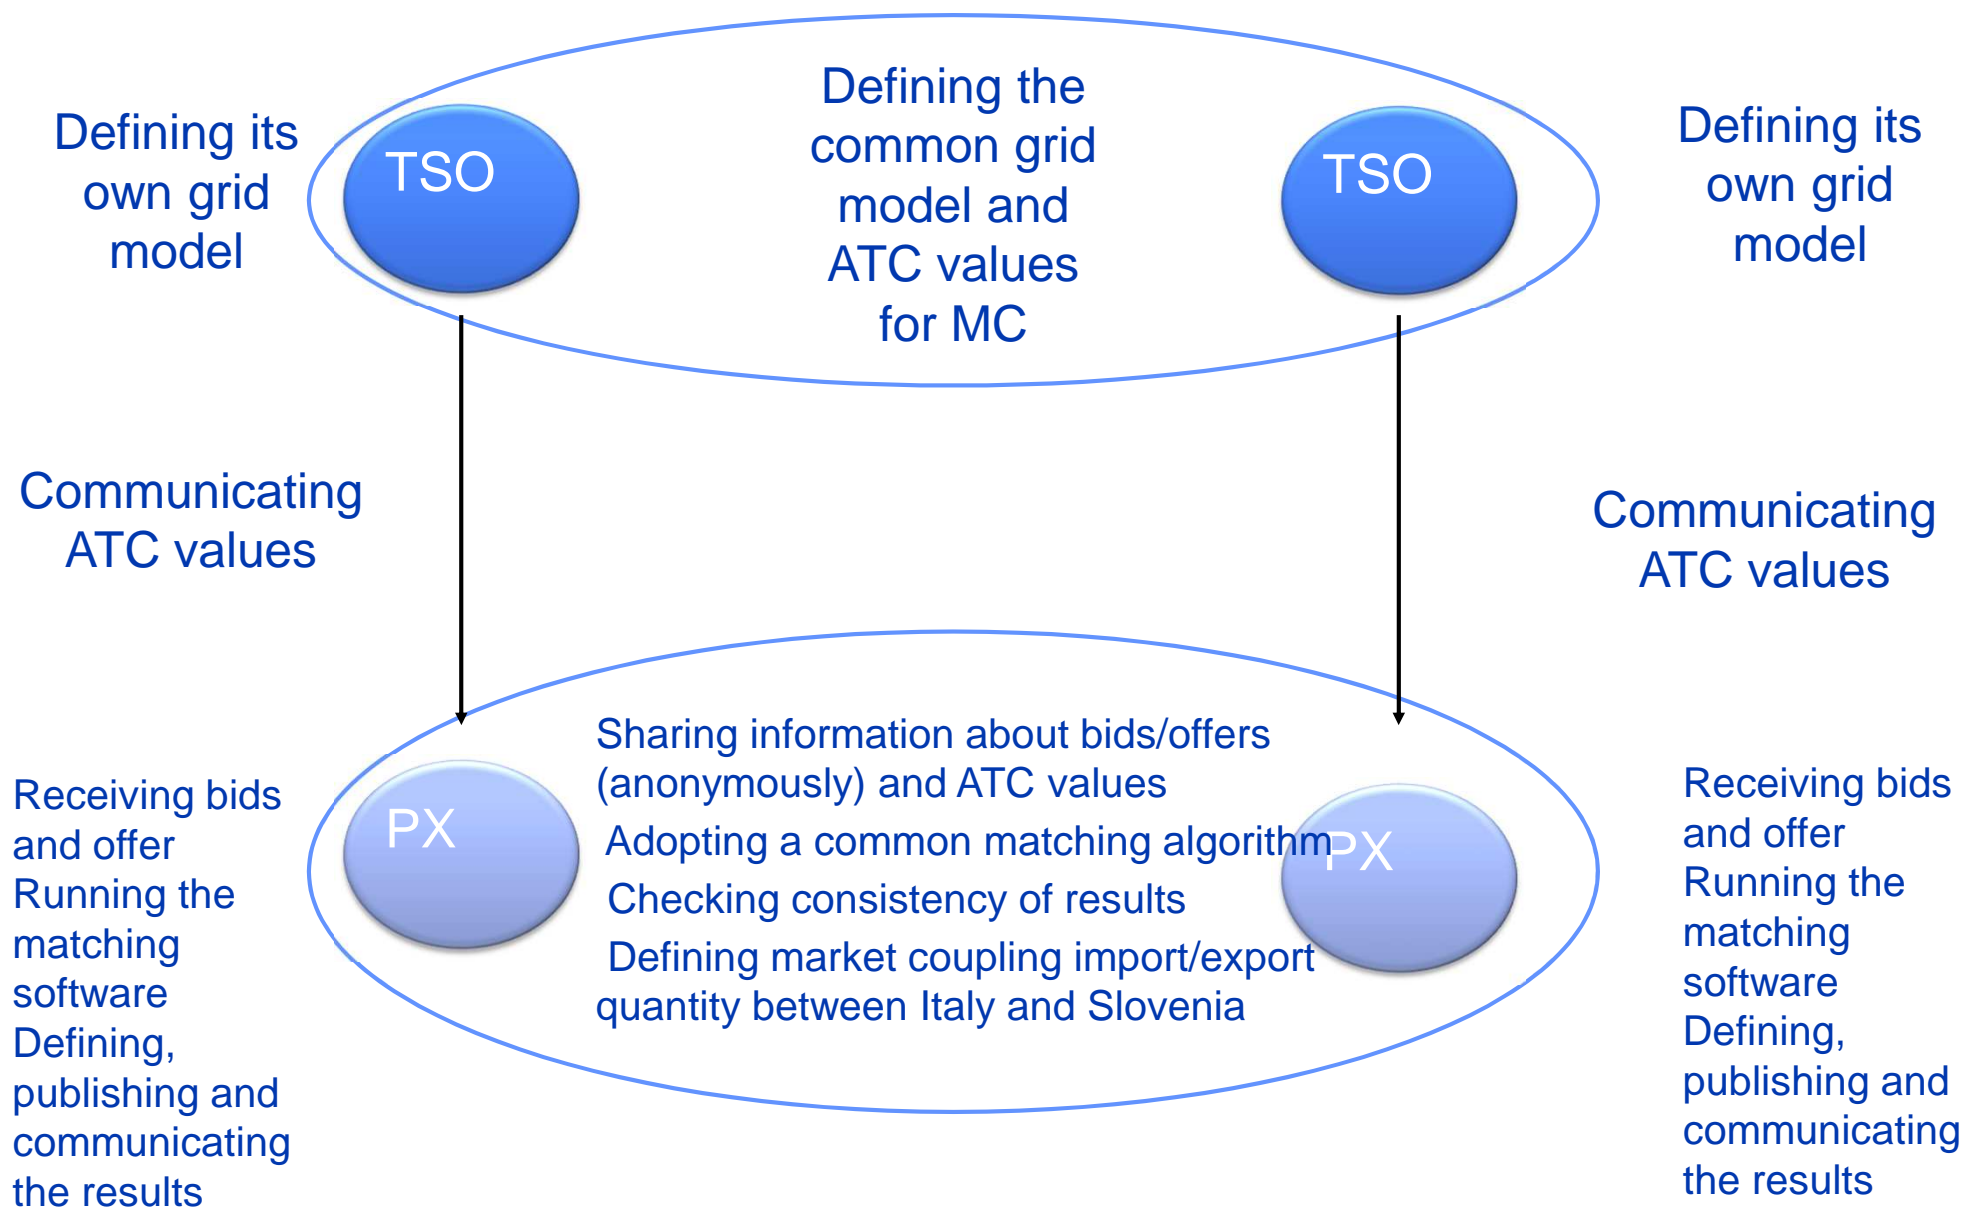 Defining its
own grid
model
TSO
Defining the
common grid
model and
ATC values
for MC
TSO
Defining its
own grid
model
Communicating
ATC values
Communicating
ATC values
Receiving bids
and offer
Running the
matching
software
Defining,
publishing and
communicating
the results
PX
Sharing information about bids/offers
(anonymously) and ATC values
Adopting a common matching algorithm
Checking consistency of results
Defining market coupling import/export
quantity between Italy and Slovenia
PX
Receiving bids
and offer
Running the
matching
software
Defining,
publishing and
communicating
the results